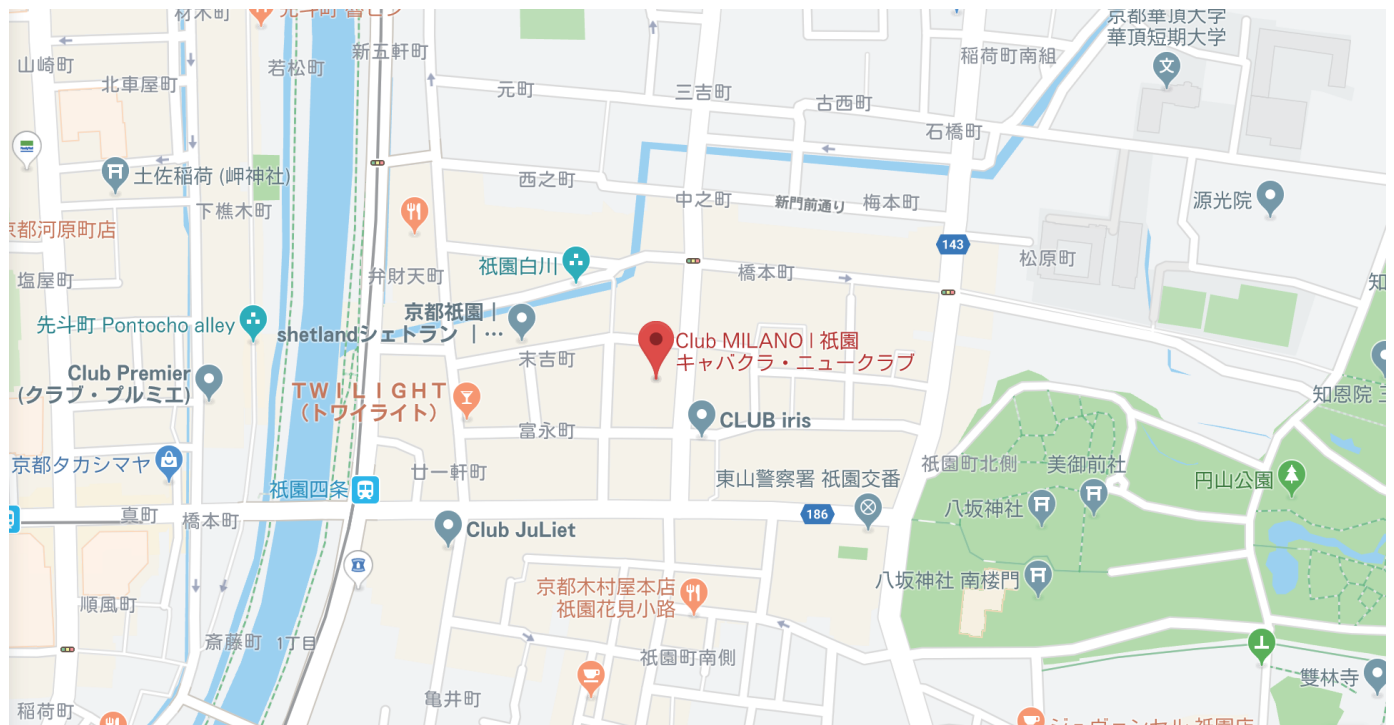 材木町
京都華頂大学
華頂短期大学
新五軒町
稲荷町南組
山崎町
若松町
北車屋町
元町
三吉町
古西町
石橋町
土佐稲荷 (岬神社)
西之町
中之町
新門前通り
梅本町
源光院
下樵木町
京都河原町店
143
松原町
祇園白川
橋本町
弁財天町
塩屋町
京都祇園 |
shetlandシェトラン | …
先斗町 Pontocho alley
Club MILANO | 祇園
キャバクラ・ニュークラブ
末吉町
Club Premier
(クラブ・プルミエ)
TWILIGHT
(トワイライト)
知恩院 三
CLUB iris
富永町
京都タカシマヤ
廿一軒町
祇園町北側
美御前社
東山警察署 祇園交番
円山公園
祇園四条
八坂神社
真町
橋本町
186
Club JuLiet
八坂神社 南楼門
京都木村屋本店
祇園花見小路
順風町
斎藤町
1丁目
祇園町南側
雙林寺
亀井町
稲荷町